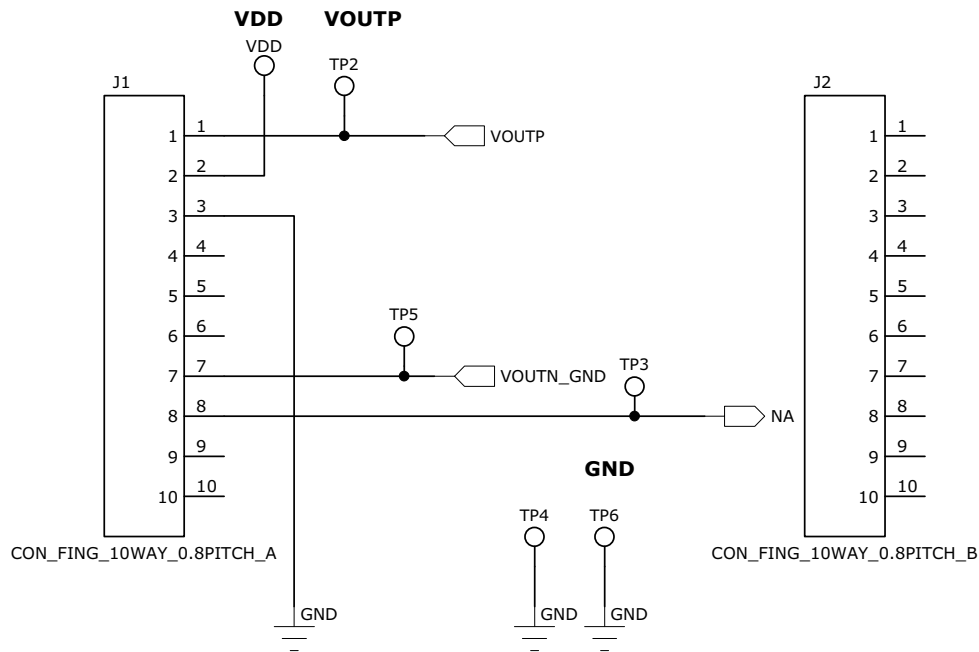 VDD VOUTP
VDD
TP2
J1
J2
1 1
VOUTP
1 1
2 2
2 2
3 3
3 3
4 4
4 4
5 5
5 5
TP5
6 6
6 6
7 7
VOUTN_GND
TP3
7 7
8 8
NA
8 8
9 9
9 9
GND
10 10
10 10
TP4 TP6
CON_FING_10WAY_0.8PITCH_A
CON_FING_10WAY_0.8PITCH_B
GND
GND
GND